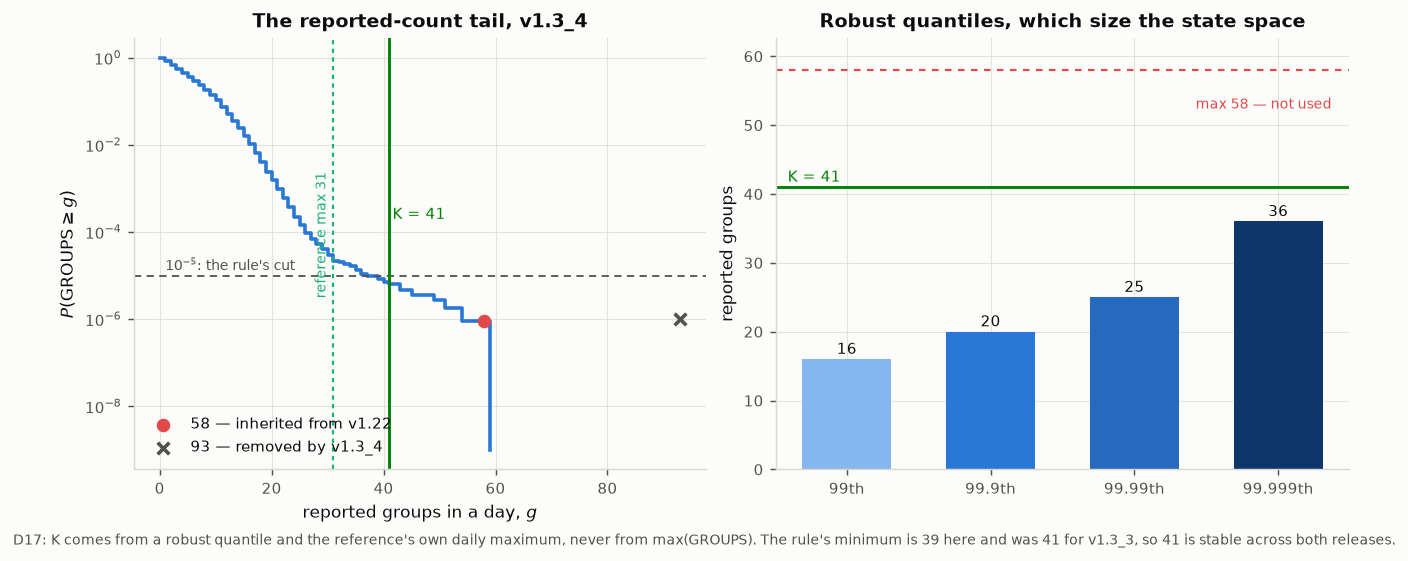 The reported-count tail, v1.3_4
P(GROUPS ≥ g)
10⁰
10⁻²
10⁻⁴
10⁻⁶
10⁻⁸
reference max 31
K = 41
10⁻⁵: the rule's cut
58 — inherited from v1.22
93 — removed by v1.3_4
0 20 40 60 80
reported groups in a day, g
Robust quantiles, which size the state space
reported groups
60
50
40
30
20
10
0
max 58 — not used
K = 41
16
20
25
36
99th 99.9th 99.99th 99.999th
D17: K comes from a robust quantile and the reference's own daily maximum, never from max(GROUPS). The rule's minimum is 39 here and was 41 for v1.3_3, so 41 is stable across both releases.